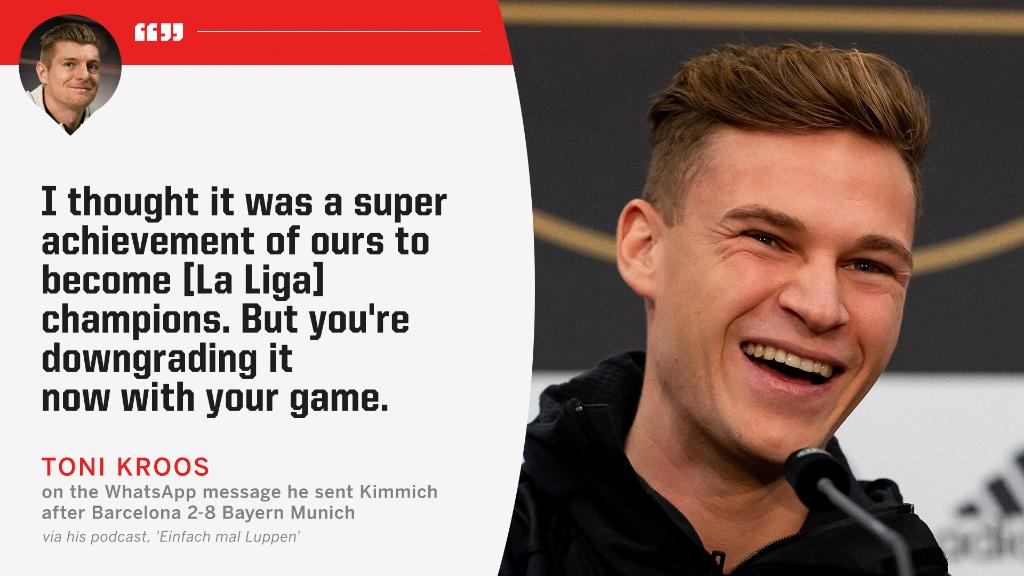 I thought it was a super
achievement of ours to
become [La Liga]
champions. But you're
downgrading it
now with your game.
TONI KROOS
on the WhatsApp message he sent Kimmich
after Barcelona 2-8 Bayern Munich
via his podcast, 'Einfach mal Luppen'